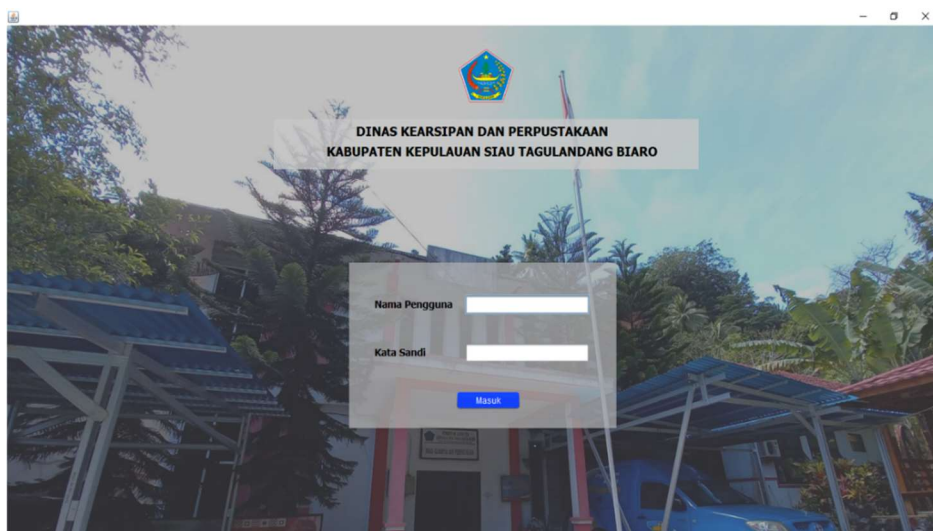 DINAS KEARSIPAN DAN PERPUSTAKAAN
KABUPATEN KEPULAUAN SIAU TAGULANDANG BIARO
Nama Pengguna
Kata Sandi
Masuk